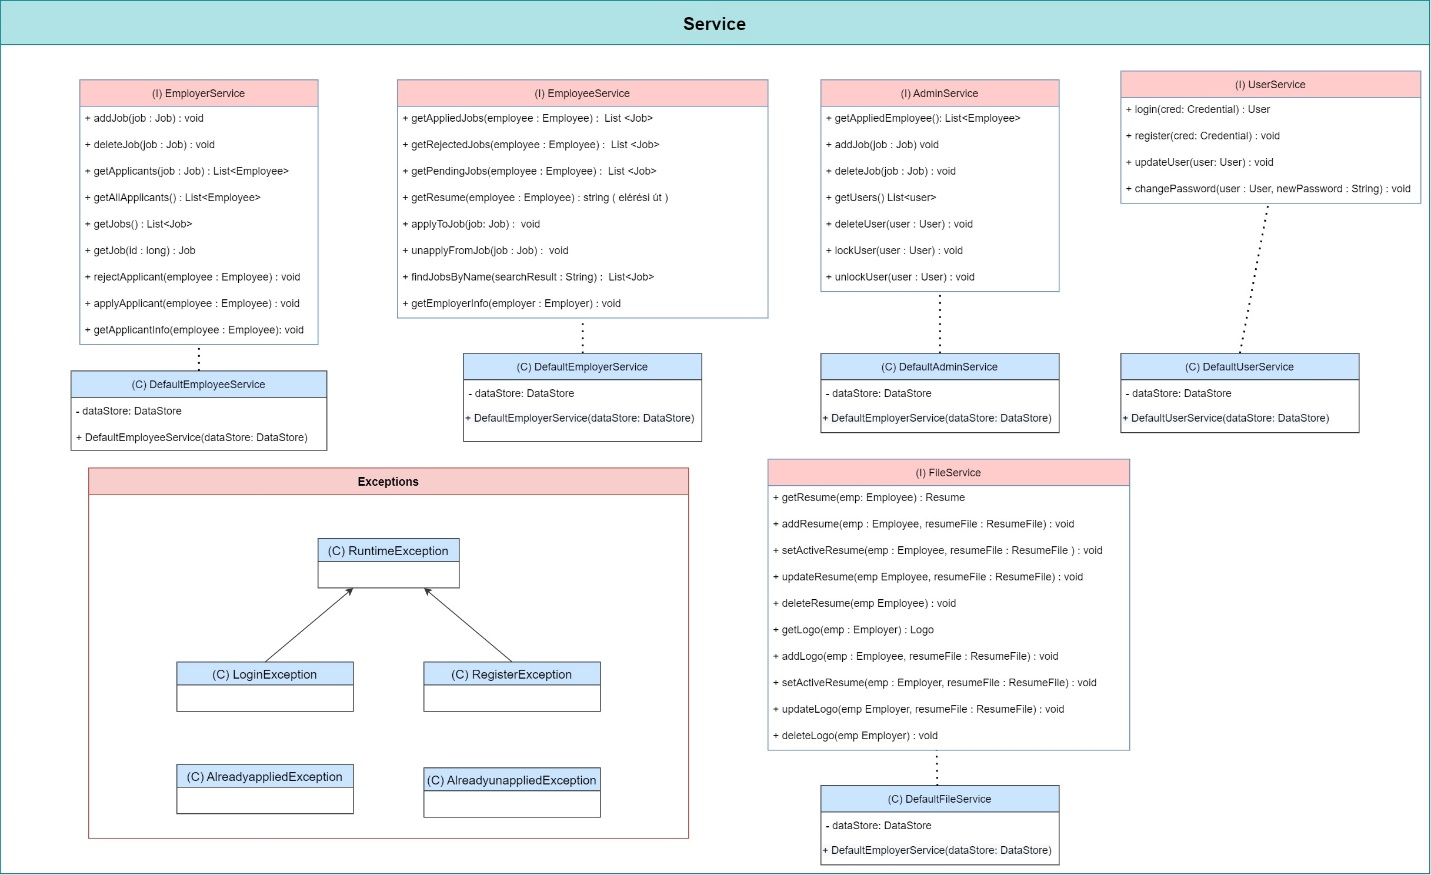 Service
(I) EmployerService
+ addJob(job : Job) : void
+ deleteJob(job : Job) : void
+ getApplicants(job : Job) : List<Employee>
+ getAllApplicants() : List<Employee>
+ getJobs() : List<Job>
+ getJob(id : long) : Job
+ rejectApplicant(employee : Employee) : void
+ applyApplicant(employee : Employee) : void
+ getApplicantInfo(employee : Employee): void
(C) DefaultEmployeeService
- dataStore: DataStore
+ DefaultEmployeeService(dataStore: DataStore)
(I) EmployeeService
+ getAppliedJobs(employee : Employee) : List <Job>
+ getRejectedJobs(employee : Employee) : List <Job>
+ getPendingJobs(employee : Employee) : List <Job>
+ getResume(employee : Employee) : string ( elérési út )
+ applyToJob(job: Job) : void
+ unapplyFromJob(job : Job) : void
+ findJobsByName(searchResult : String) : List<Job>
+ getEmployerInfo(employer : Employer) : void
(C) DefaultEmployerService
- dataStore: DataStore
+ DefaultEmployerService(dataStore: DataStore)
(I) AdminService
+ getAppliedEmployee(): List<Employee>
+ addJob(job : Job) void
+ deleteJob(job : Job) : void
+ getUsers() List<user>
+ deleteUser(user : User) : void
+ lockUser(user : User) : void
+ unlockUser(user : User) : void
(C) DefaultAdminService
- dataStore: DataStore
+ DefaultEmployerService(dataStore: DataStore)
(I) UserService
+ login(cred: Credential) : User
+ register(cred: Credential) : void
+ updateUser(user: User) : void
+ changePassword(user : User, newPassword : String) : void
(C) DefaultUserService
- dataStore: DataStore
+ DefaultUserService(dataStore: DataStore)
Exceptions
(C) RuntimeException
(C) LoginException
(C) RegisterException
(C) AlreadyappliedException
(C) AlreadyunappliedException
(I) FileService
+ getResume(emp: Employee) : Resume
+ addResume(emp : Employee, resumeFile : ResumeFile) : void
+ setActiveResume(emp : Employee, resumeFile : ResumeFile ) : void
+ updateResume(emp Employee, resumeFile : ResumeFile) : void
+ deleteResume(emp Employee) : void
+ getLogo(emp : Employer) : Logo
+ addLogo(emp : Employee, resumeFile : ResumeFile) : void
+ setActiveResume(emp : Employer, resumeFile : ResumeFile) : void
+ updateLogo(emp Employer, resumeFile : ResumeFile) : void
+ deleteLogo(emp Employer) : void
(C) DefaultFileService
- dataStore: DataStore
+ DefaultEmployerService(dataStore: DataStore)